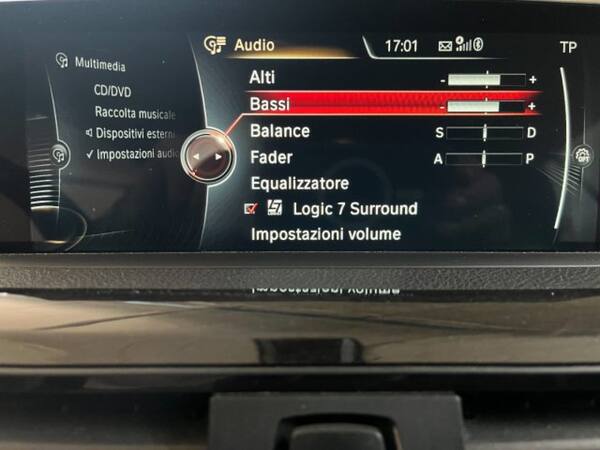 Audio
17:01
TP
Multimedia
CD/DVD
Raccolta musicale
Dispositivi estern
✓ Impostazioni audio
Alti - +
Bassi - +
Balance S D
Fader A P
Equalizzatore
Logic 7 Surround
Impostazioni volume